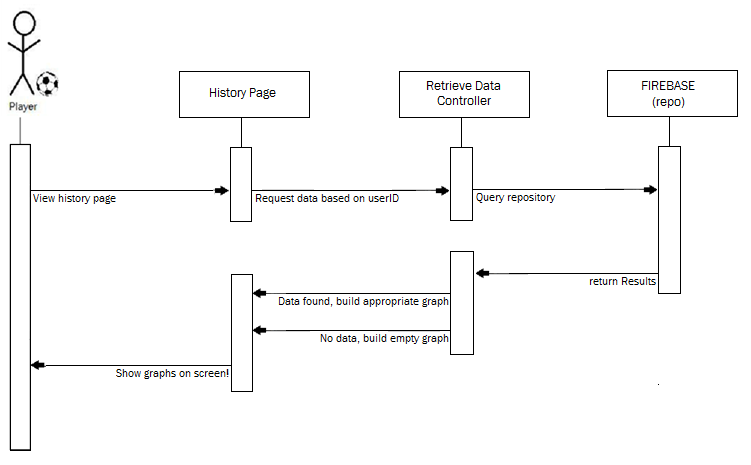 Player
History Page
Retrieve Data
Controller
FIREBASE
(repo)
View history page
Request data based on userID
Query repository
return Results
Data found, build appropriate graph
No data, build empty graph
Show graphs on screen!